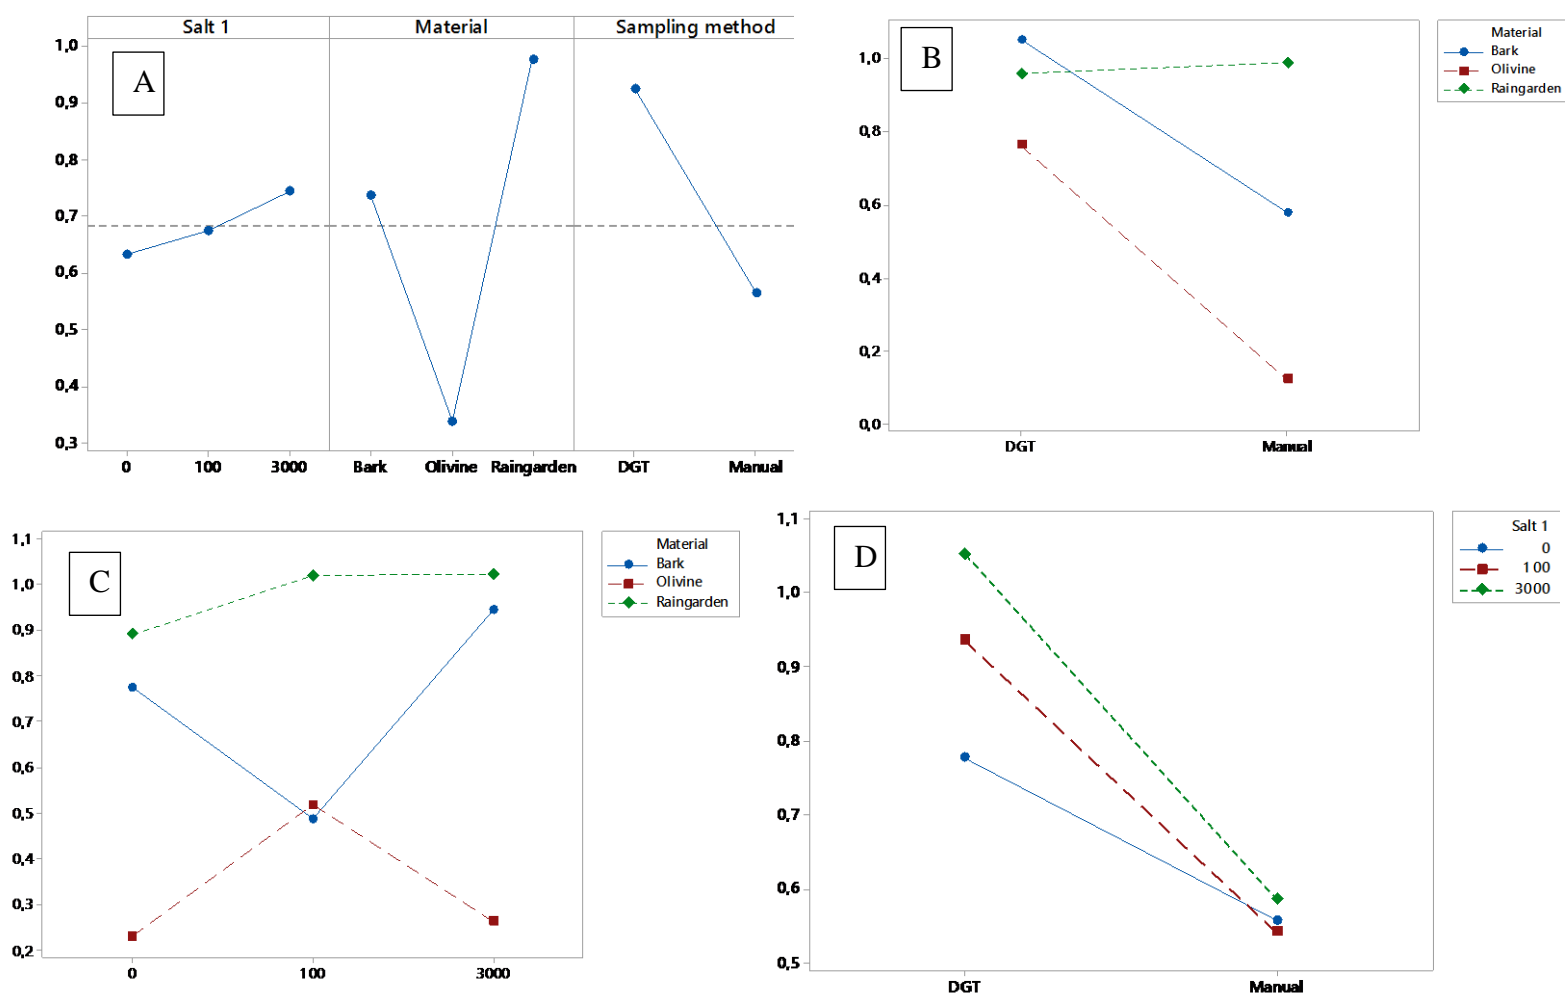 Salt 1 Material Sampling method
A
1,0
0,9
0,8
0,7
0,6
0,5
0,4
0,3
0 100 3000 Bark Olivine Raingarden DGT Manual
B
1,0
0,8
0,6
0,4
0,2
0,0
DGT Manual
Material
Bark
Olivine
Raingarden
C
1,1
1,0
0,9
0,8
0,7
0,6
0,5
0,4
0,3
0,2
0 100 3000
Material
Bark
Olivine
Raingarden
D
1,1
1,0
0,9
0,8
0,7
0,6
0,5
DGT Manual
Salt 1
0
100
3000